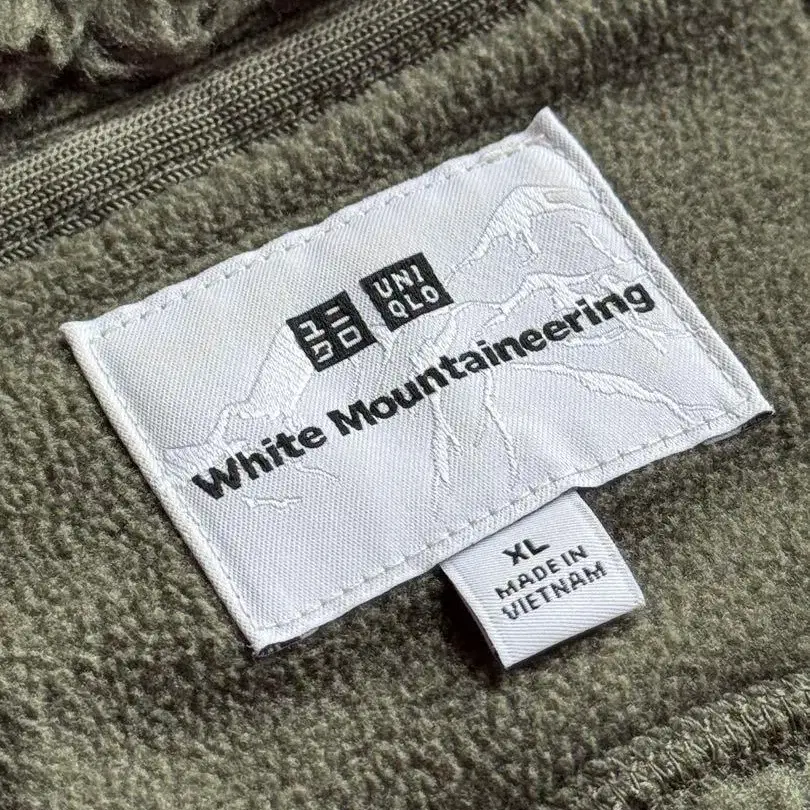 ユニ
クロ
UNI
QLO
White Mountaineering
XL
MADE IN
VIETNAM